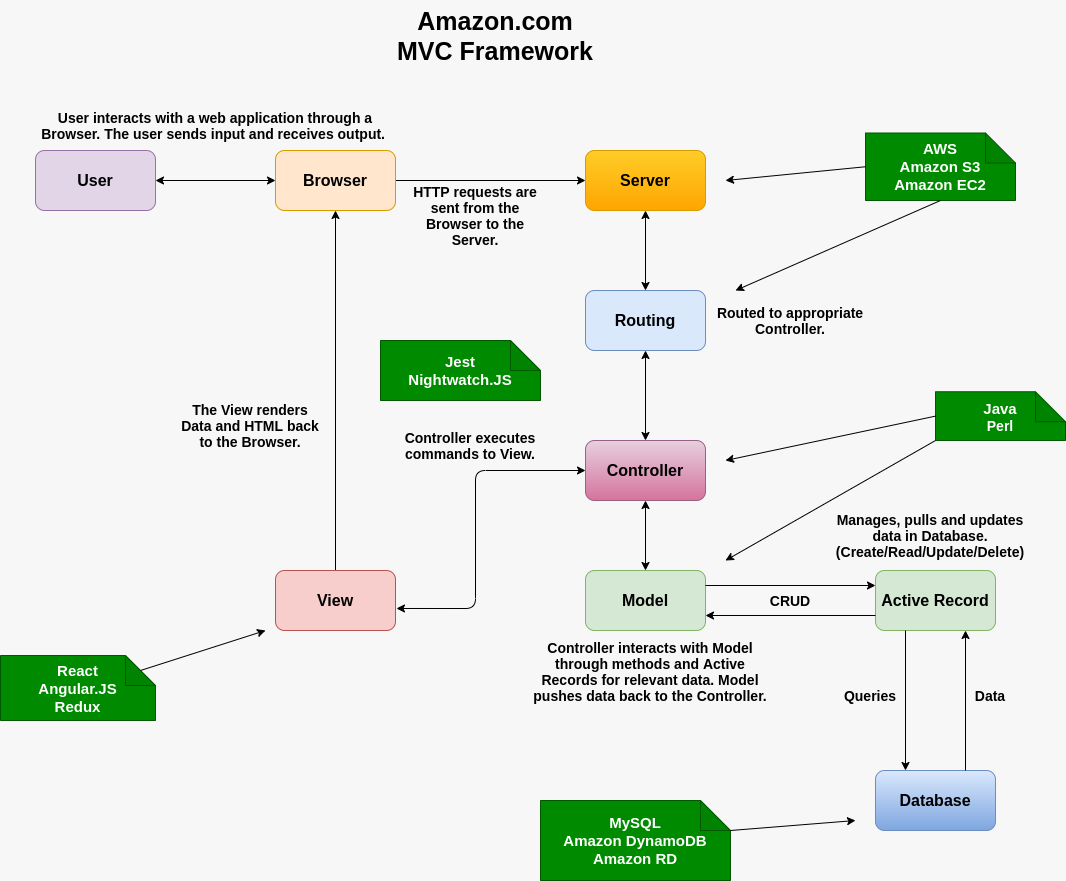 Amazon.com
MVC Framework
User interacts with a web application through a
Browser. The user sends input and receives output.
User
Browser
HTTP requests are
sent from the
Browser to the
Server.
Server
AWS
Amazon S3
Amazon EC2
Routing
Routed to appropriate
Controller.
Jest
Nightwatch.JS
The View renders
Data and HTML back
to the Browser.
Controller executes
commands to View.
Controller
Java
Perl
Manages, pulls and updates
data in Database.
(Create/Read/Update/Delete)
View
Model
CRUD
Active Record
Controller interacts with Model
through methods and Active
Records for relevant data. Model
pushes data back to the Controller.
React
Angular.JS
Redux
Queries
Data
Database
MySQL
Amazon DynamoDB
Amazon RD